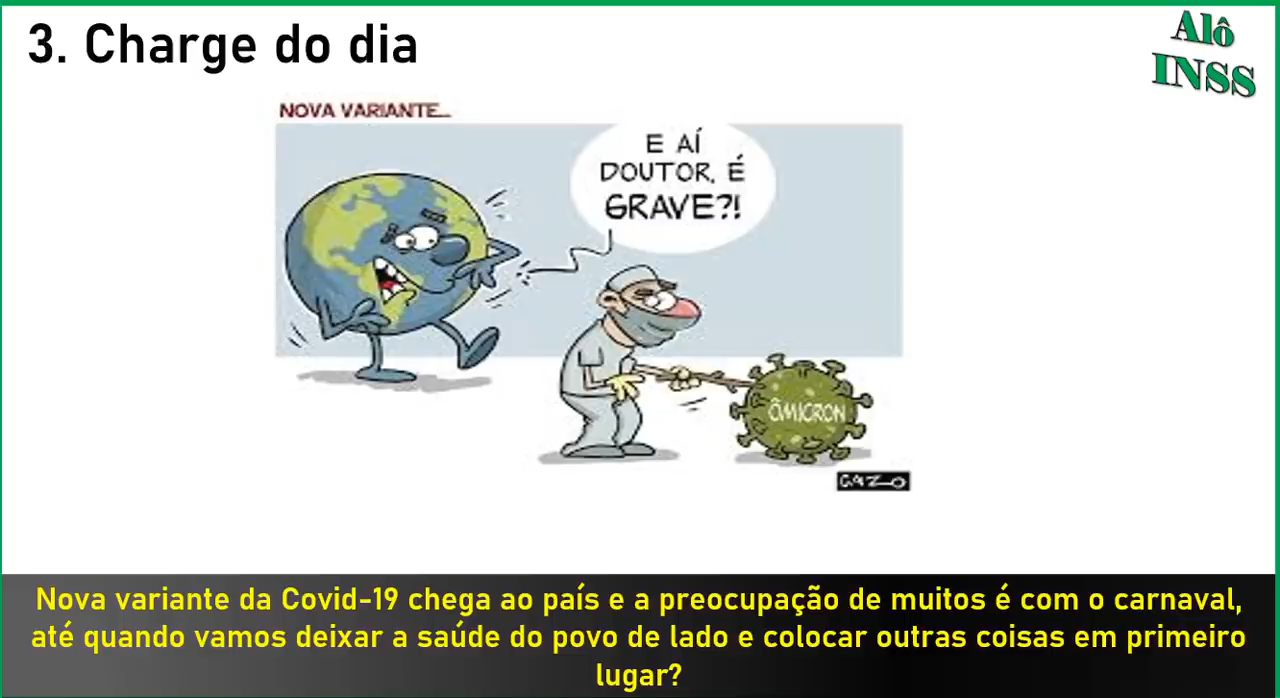 3. Charge do dia
Alô
INSS
NOVA VARIANTE...
E AÍ
DOUTOR, É
GRAVE?!
ÔMICRON
GAZO
Nova variante da Covid-19 chega ao país e a preocupação de muitos é com o carnaval,
até quando vamos deixar a saúde do povo de lado e colocar outras coisas em primeiro
lugar?